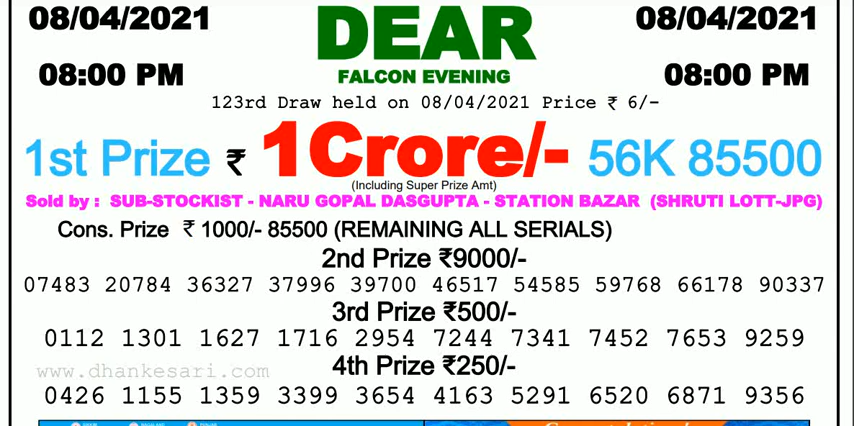 08/04/2021 DEAR 08/04/2021
08:00 PM FALCON EVENING 08:00 PM
123rd Draw held on 08/04/2021 Price ₹ 6/-
1st Prize ₹ 1Crore/- 56K 85500
(Including Super Prize Amt)
Sold by : SUB-STOCKIST - NARU GOPAL DASGUPTA - STATION BAZAR (SHRUTI LOTT-JPG)
Cons. Prize ₹ 1000/- 85500 (REMAINING ALL SERIALS)
2nd Prize ₹9000/-
07483 20784 36327 37996 39700 46517 54585 59768 66178 90337
3rd Prize ₹500/-
0112 1301 1627 1716 2954 7244 7341 7452 7653 9259
www.dhankesari.com 4th Prize ₹250/-
0426 1155 1359 3399 3654 4163 5291 6520 6871 9356